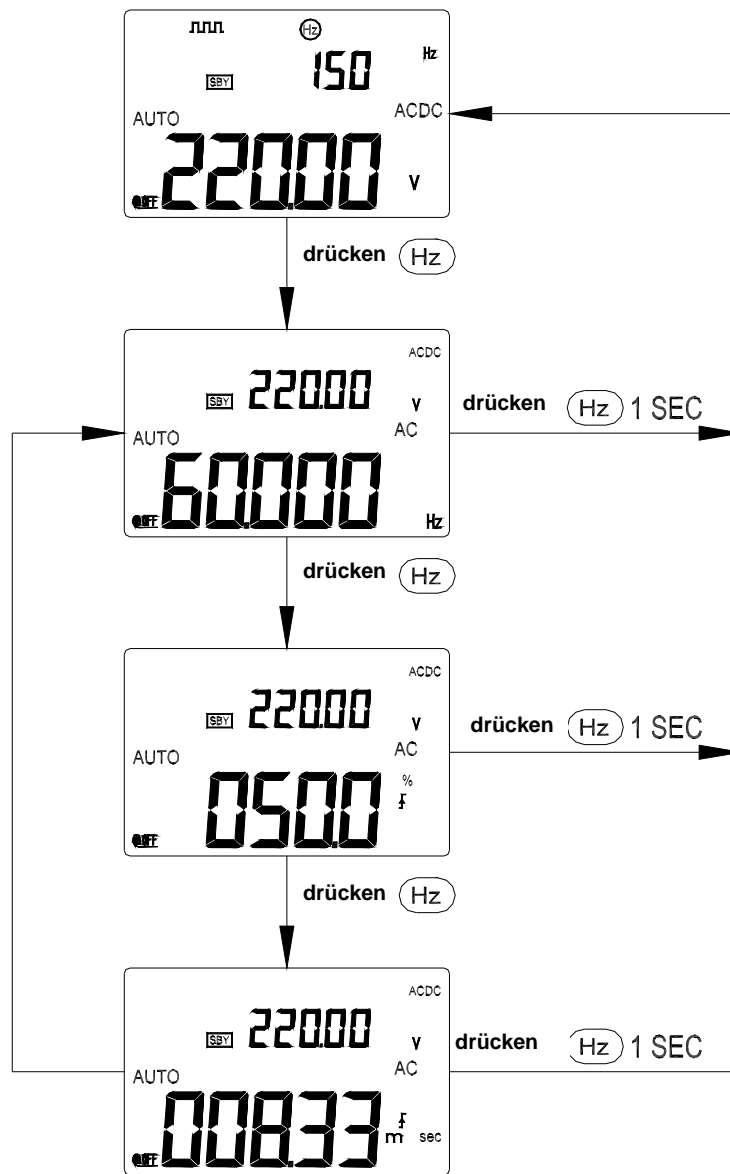 Hz
150 Hz
SBY
AUTO ACDC
220.00 V
OFF
drücken Hz
ACDC
SBY 220.00 V
AUTO AC
60.000
OFF Hz
drücken Hz 1 SEC
drücken Hz
ACDC
SBY 220.00 V
AUTO AC
050.0 %
OFF
drücken Hz 1 SEC
drücken Hz
ACDC
SBY 220.00 V
AUTO AC
008.33 m sec
OFF
drücken Hz 1 SEC